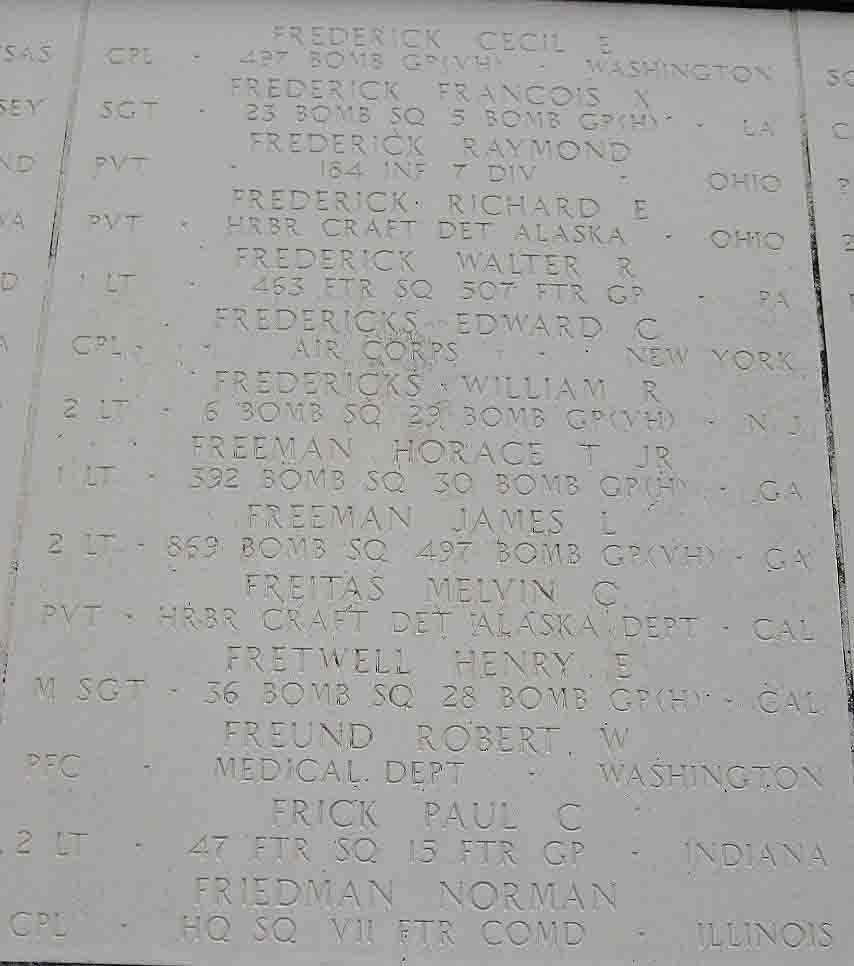 FREDERICK CECIL E
CPL · 497 BOMB GP(VH) · WASHINGTON
FREDERICK FRANCOIS X
SGT · 23 BOMB SQ 5 BOMB GP(H) · LA
FREDERICK RAYMOND
PVT · 184 INF 7 DIV · OHIO
FREDERICK RICHARD E
PVT · HRBR CRAFT DET ALASKA · OHIO
FREDERICK WALTER R
1 LT · 463 FTR SQ 507 FTR GP · PA
FREDERICKS EDWARD C
CPL · AIR CORPS · NEW YORK
FREDERICKS WILLIAM R
2 LT · 6 BOMB SQ 29 BOMB GP(VH) · N J
FREEMAN HORACE T JR
1 LT · 392 BOMB SQ 30 BOMB GP(H) · GA
FREEMAN JAMES L
2 LT · 869 BOMB SQ 497 BOMB GP(VH) · GA
FREITAS MELVIN C
PVT · HRBR CRAFT DET ALASKA DEPT · CAL
FRETWELL HENRY E
M SGT · 36 BOMB SQ 28 BOMB GP(H) · CAL
FREUND ROBERT W
PFC · MEDICAL DEPT · WASHINGTON
FRICK PAUL C
2 LT · 47 FTR SQ 15 FTR GP · INDIANA
FRIEDMAN NORMAN
CPL · HQ SQ VII FTR COMD · ILLINOIS